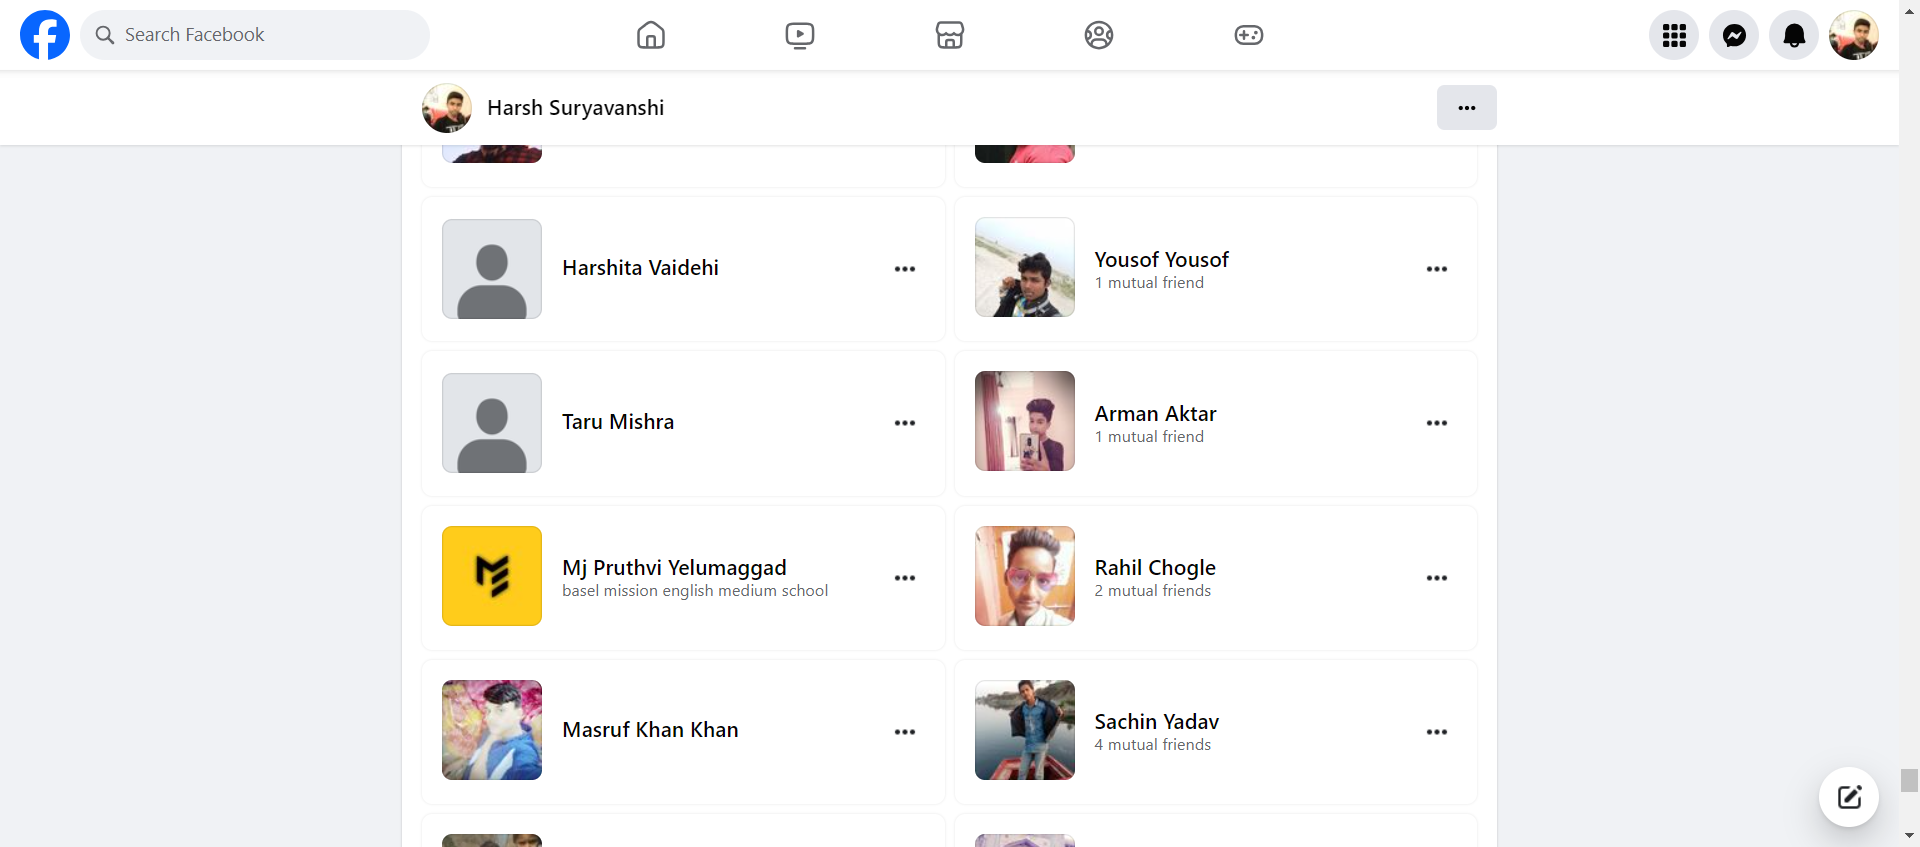 Search Facebook
Harsh Suryavanshi
Harshita Vaidehi
Yousof Yousof
1 mutual friend
Taru Mishra
Arman Aktar
1 mutual friend
Mj Pruthvi Yelumaggad
basel mission english medium school
Rahil Chogle
2 mutual friends
Masruf Khan Khan
Sachin Yadav
4 mutual friends